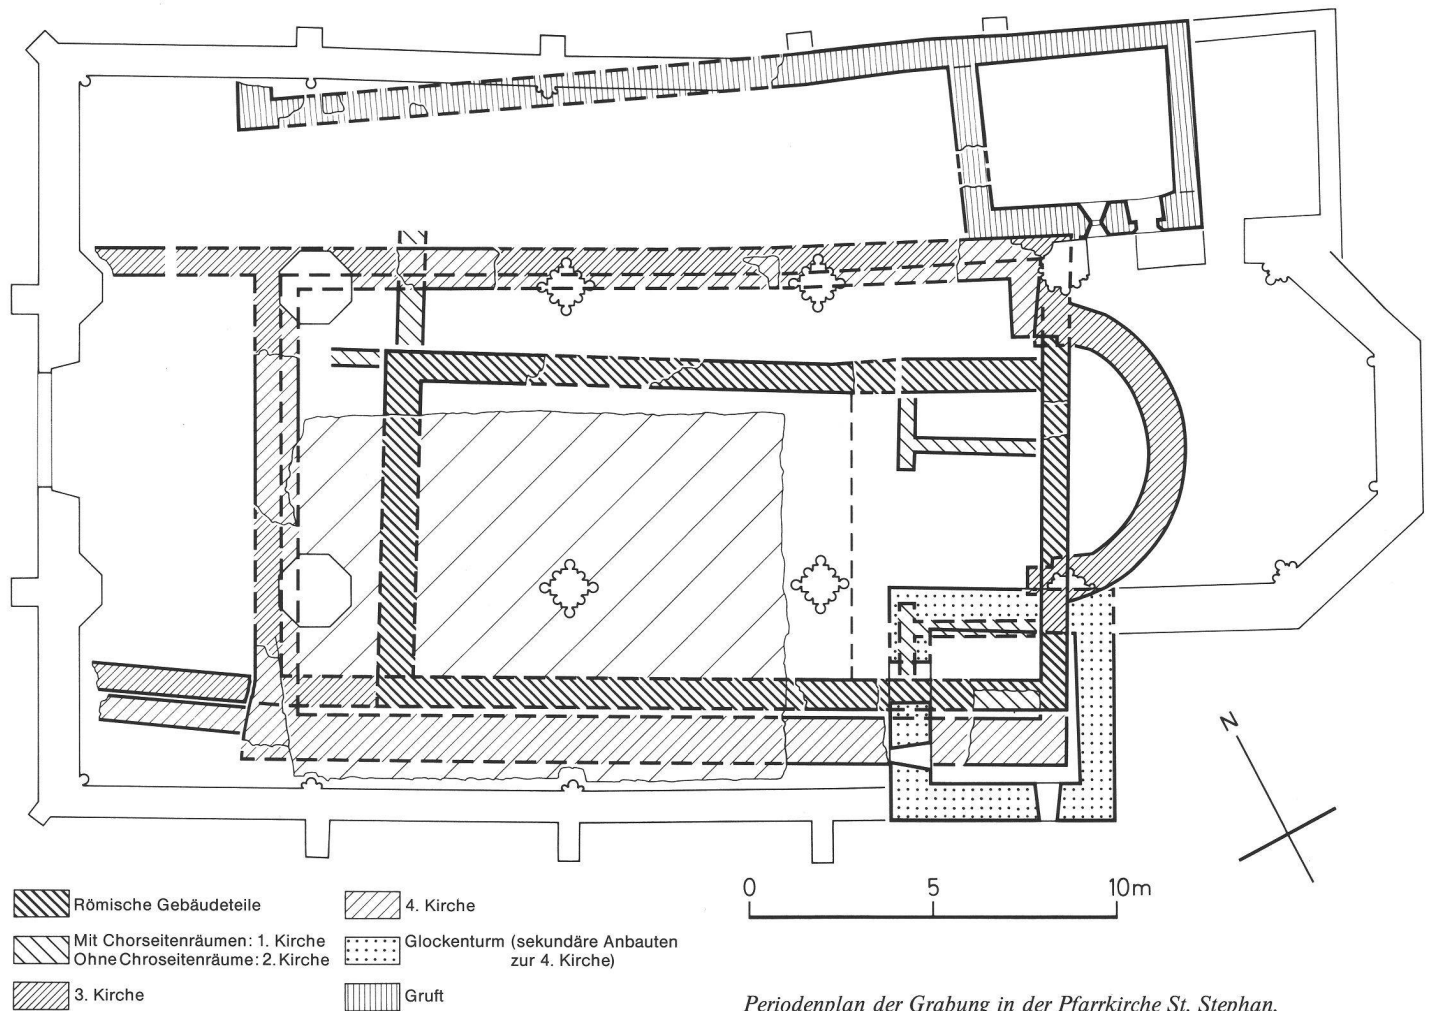 N
0 5 10m
Römische Gebäudeteile
Mit Chorseitenräumen: 1. Kirche
Ohne Chroseitenräume: 2. Kirche
3. Kirche
4. Kirche
Glockenturm (sekundäre Anbauten
zur 4. Kirche)
Gruft
Periodenplan der Grabung in der Pfarrkirche St. Stephan.